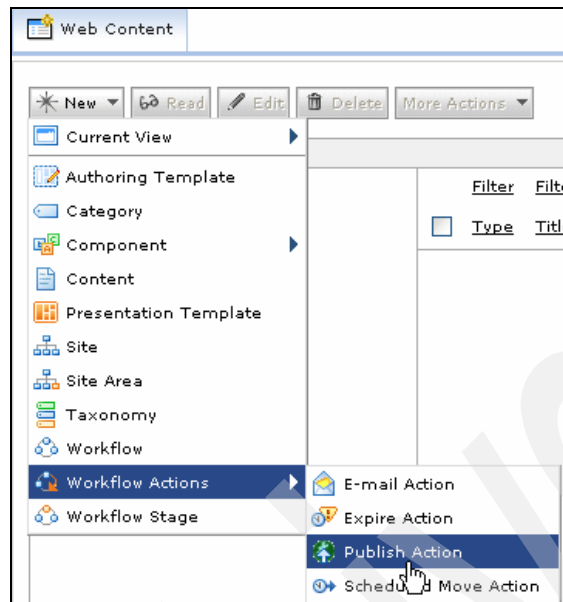 Web Content
New Read Edit Delete More Actions
Current View
Authoring Template
Filter
Category
Type
Component
Content
Presentation Template
Site
Site Area
Taxonomy
Workflow
Workflow Actions
E-mail Action
Workflow Stage
Expire Action
Publish Action
Scheduled Move Action